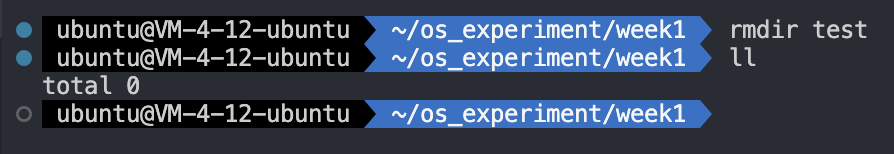 ubuntu@VM-4-12-ubuntu ~/os_experiment/week1 rmdir test
ubuntu@VM-4-12-ubuntu ~/os_experiment/week1 ll
total 0
ubuntu@VM-4-12-ubuntu ~/os_experiment/week1